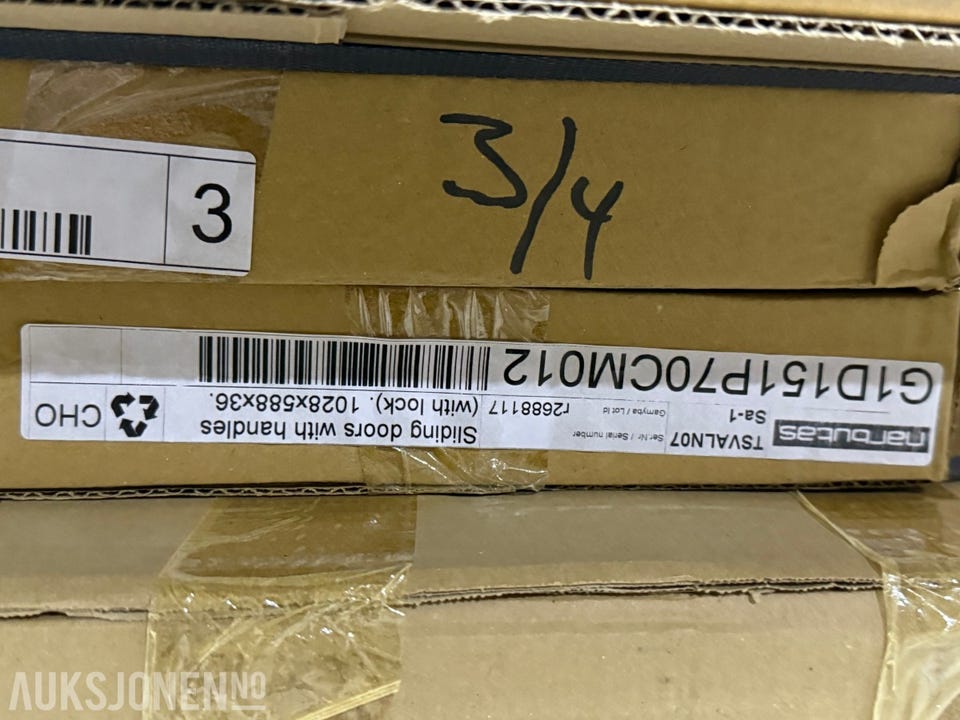 3
3/4
narbutas
TSVALN07
Sa-1
Ser.Nr / Serial number
Gamyba / Lot Id
r2688117
Sliding doors with handles
(with lock). 1028x588x36.
G1D151P70CM012
CHO
AUKSJONEN.NO